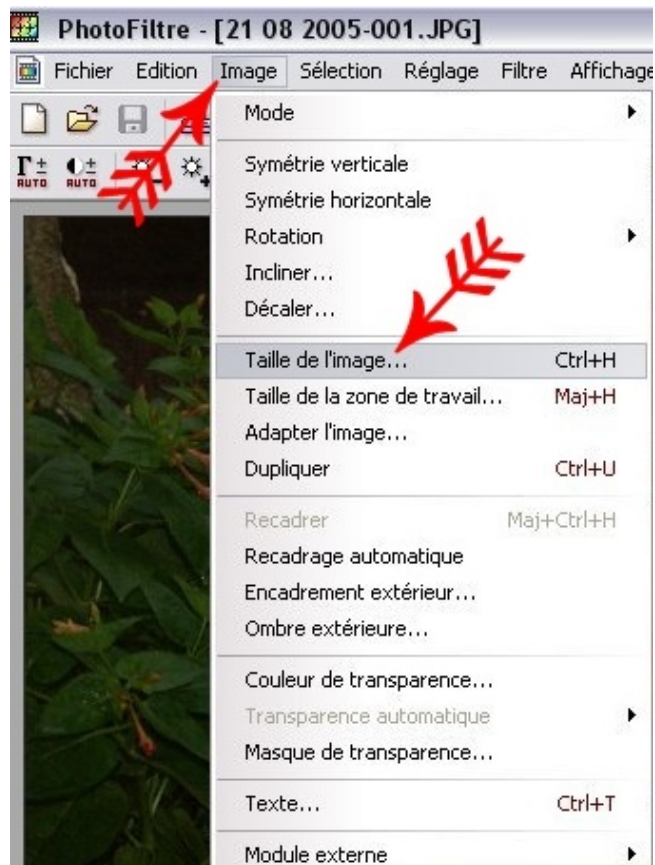 PhotoFiltre - [21 08 2005-001.JPG]
Fichier Edition Image Sélection Réglage Filtre Affichage
AUTO AUTO
Mode
Symétrie verticale
Symétrie horizontale
Rotation
Incliner...
Décaler...
Taille de l'image... Ctrl+H
Taille de la zone de travail... Maj+H
Adapter l'image...
Dupliquer Ctrl+U
Recadrer Maj+Ctrl+H
Recadrage automatique
Encadrement extérieur...
Ombre extérieure...
Couleur de transparence...
Transparence automatique
Masque de transparence...
Texte... Ctrl+T
Module externe